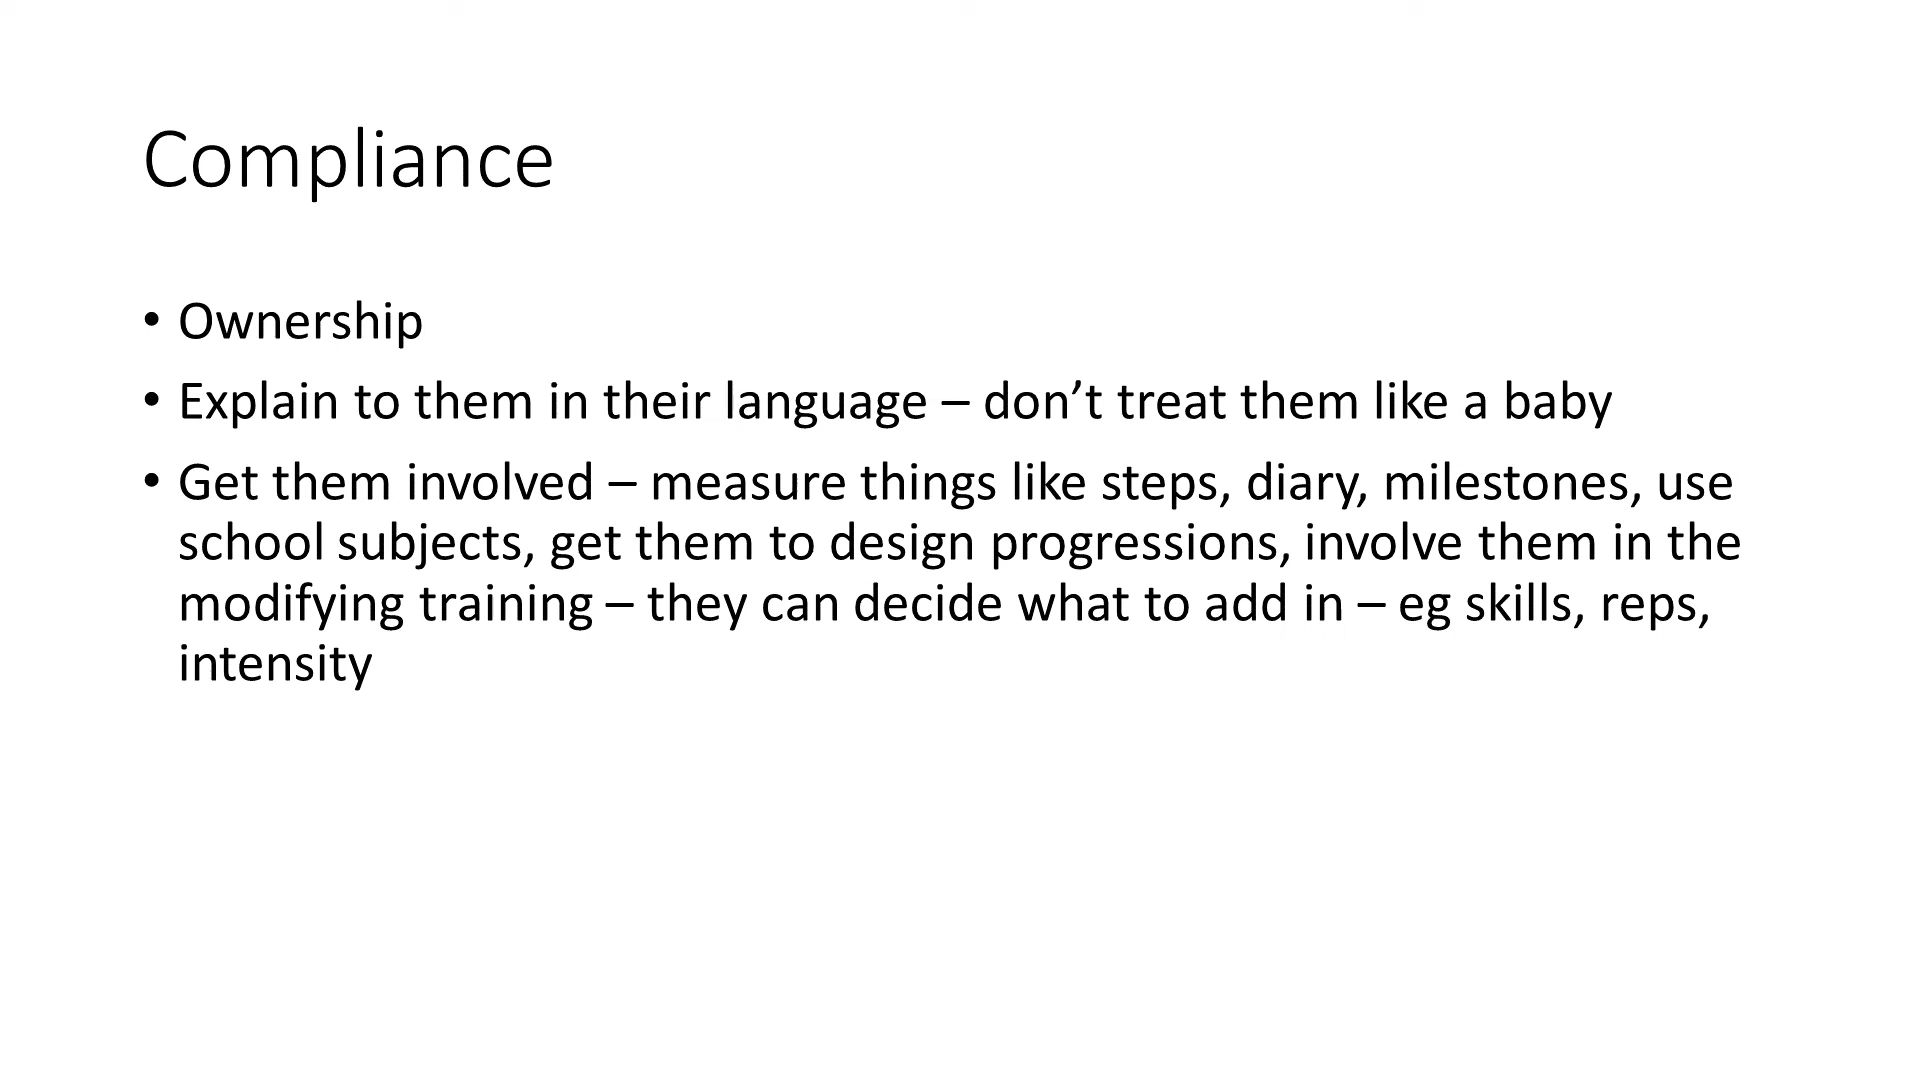 Compliance
• Ownership
• Explain to them in their language – don’t treat them like a baby
• Get them involved – measure things like steps, diary, milestones, use
school subjects, get them to design progressions, involve them in the
modifying training – they can decide what to add in – eg skills, reps,
intensity